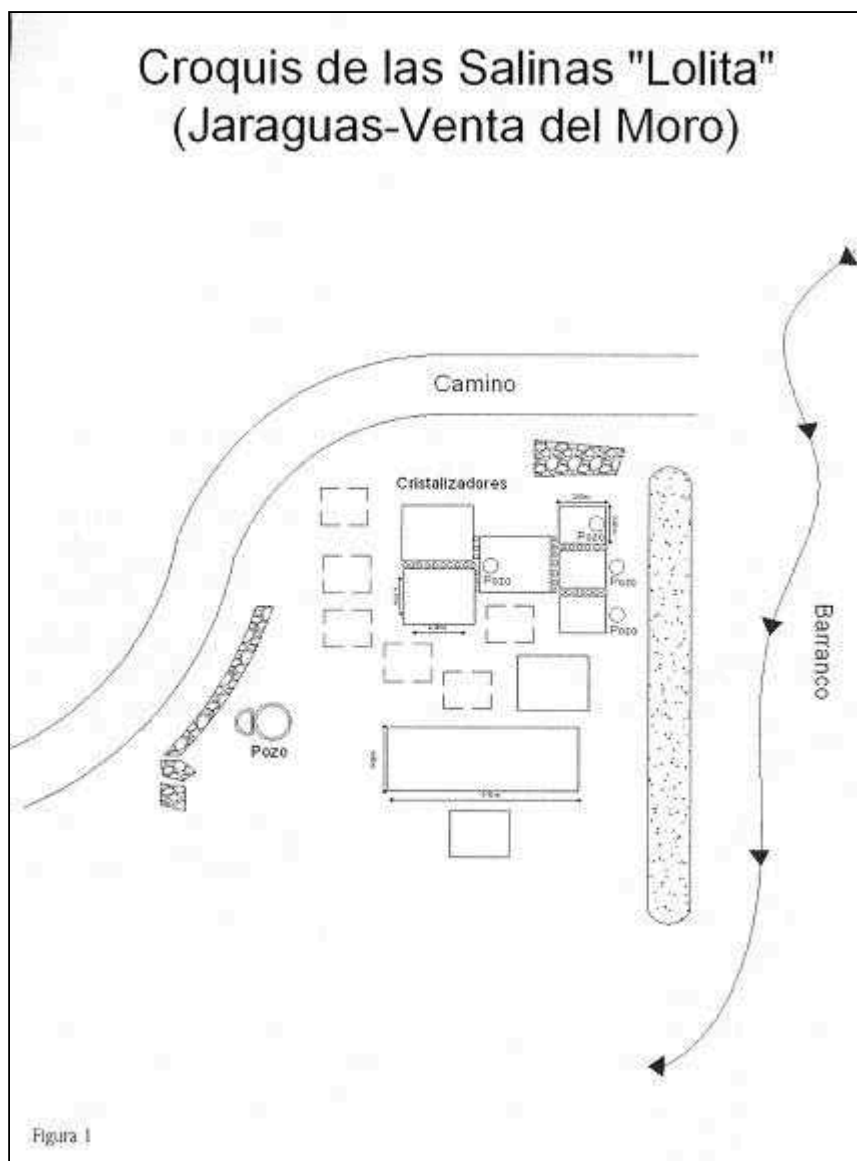 Croquis de las Salinas "Lolita"
(Jaraguas-Venta del Moro)
Camino
Cristalizadores
Pozo
Pozo
Pozo
Pozo
Barranco
Pozo
Figura 1